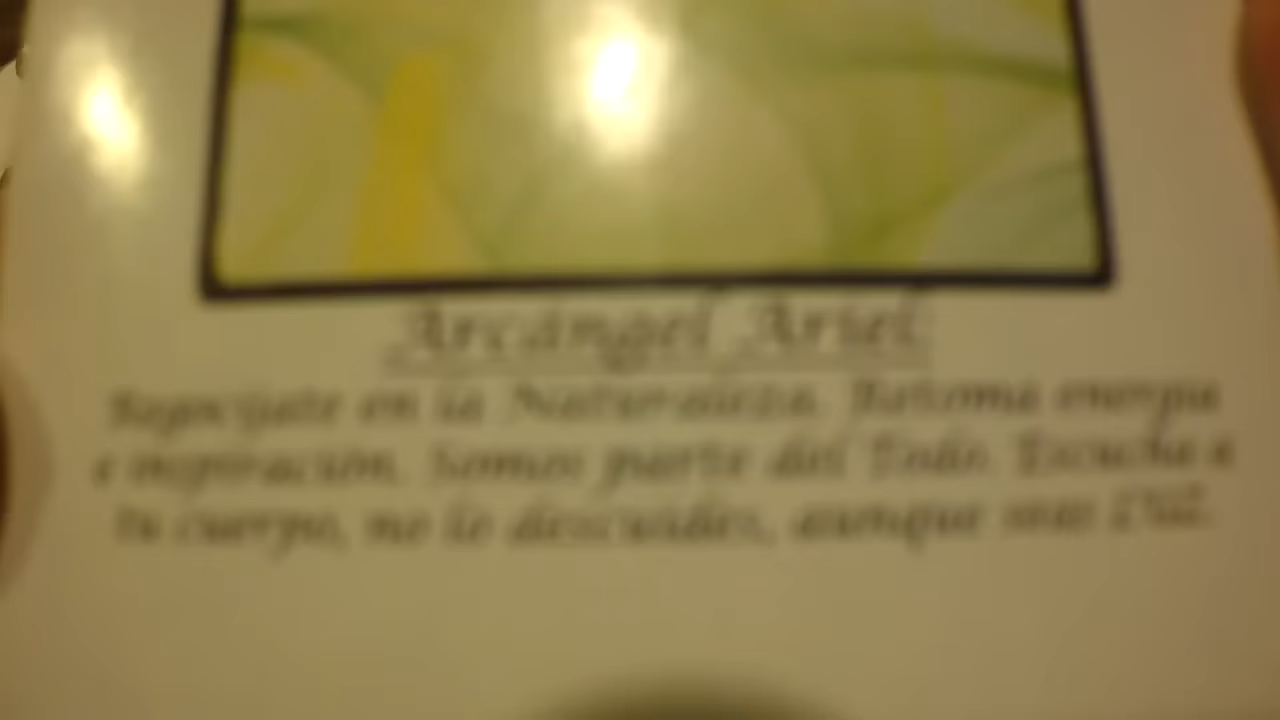 Arcángel Ariel
Regocíjate en la Naturaleza. Retoma energía
e inspiración. Somos parte del Todo. Escucha a
tu cuerpo, no lo descuides, aunque seas